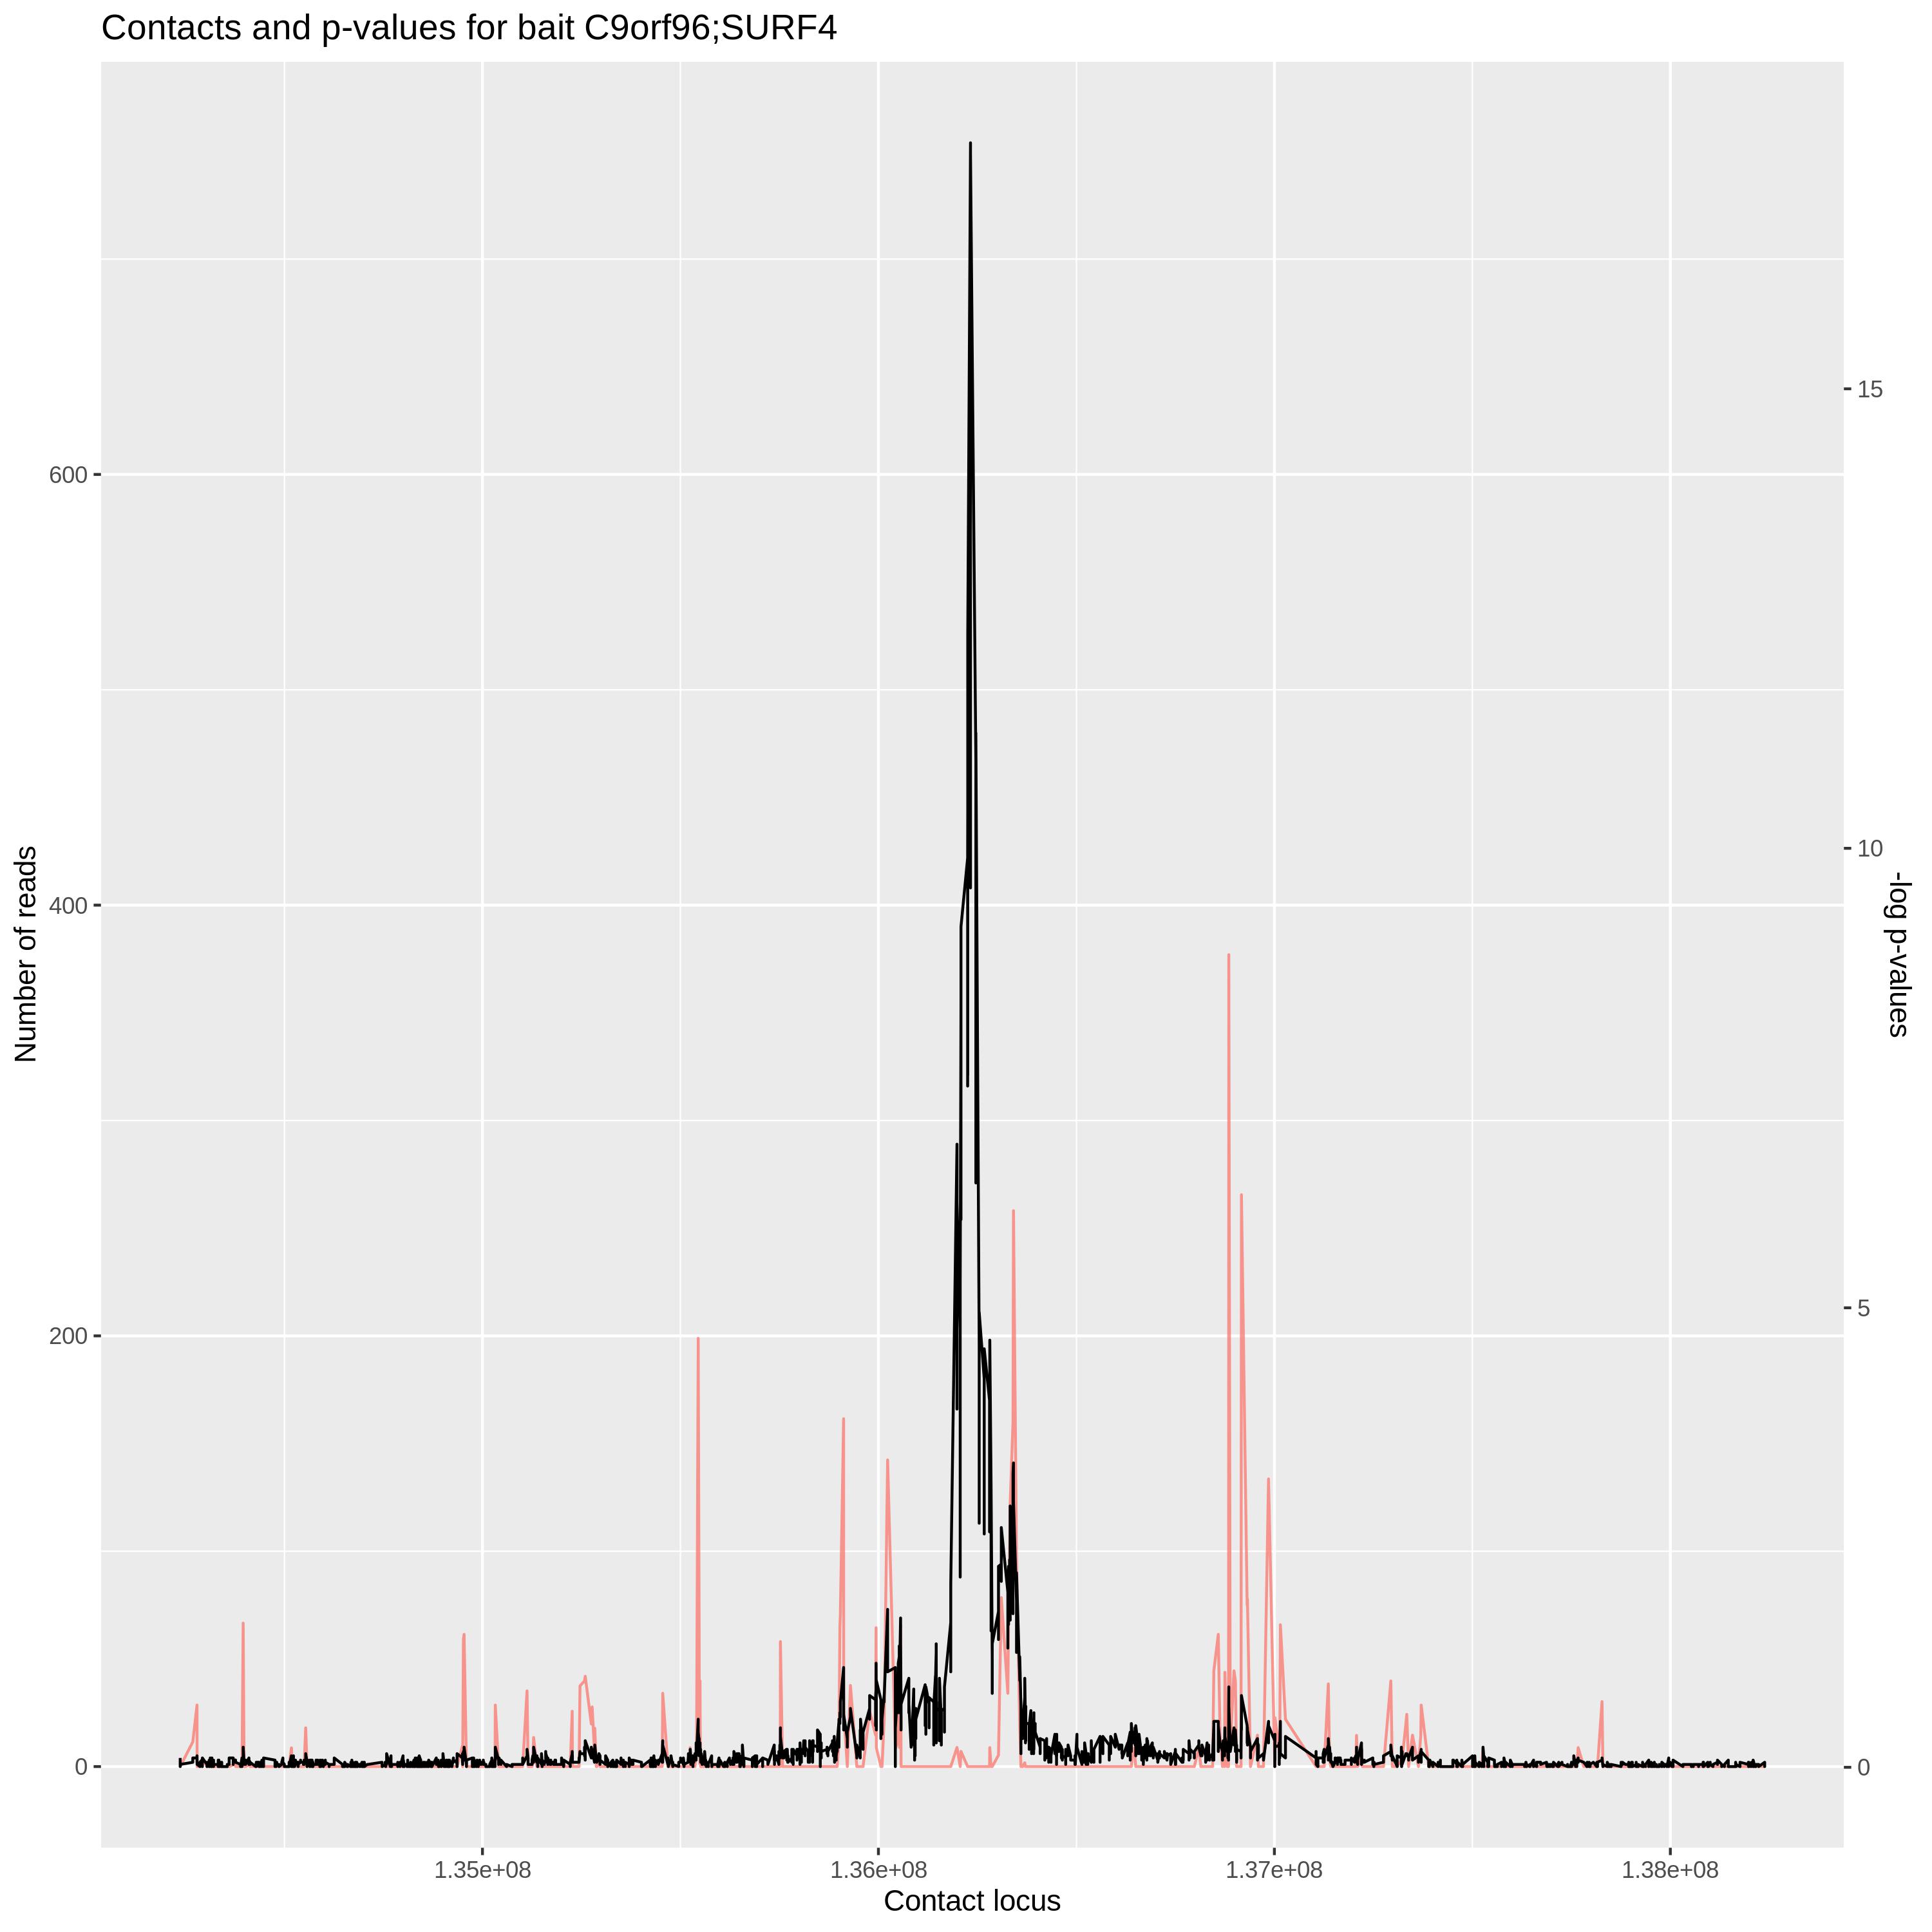 Contacts and p-values for bait C9orf96;SURF4
Number of reads
600
400
200
0
15
10
5
0
-log p-values
1.35e+08
1.36e+08
1.37e+08
1.38e+08
Contact locus